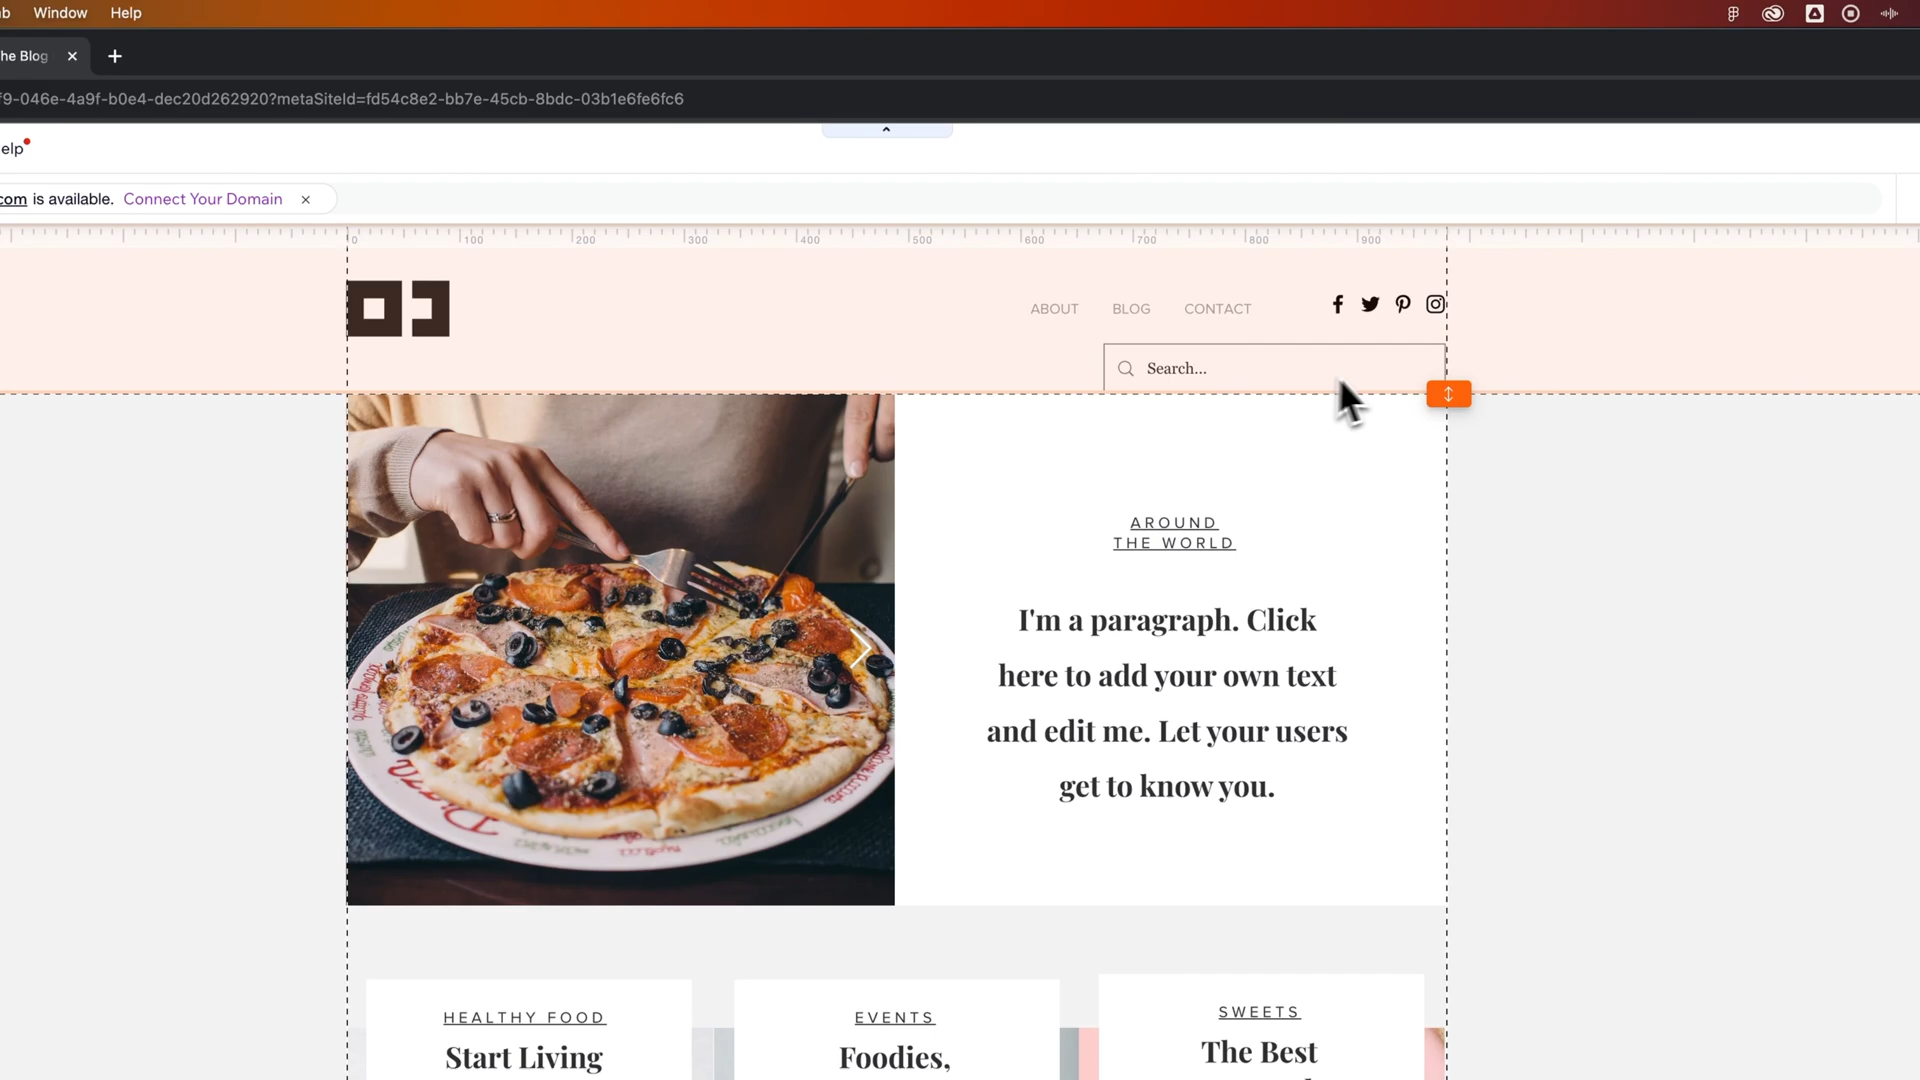 b Window Help
he Blog
f9-046e-4a9f-b0e4-dec20d262920?metaSiteId=fd54c8e2-bb7e-45cb-8bdc-03b1e6fe6fc6
elp
com is available. Connect Your Domain
0 100 200 300 400 500 600 700 800 900
ABOUT BLOG CONTACT
Search...
AROUND
THE WORLD
I'm a paragraph. Click
here to add your own text
and edit me. Let your users
get to know you.
HEALTHY FOOD
Start Living
EVENTS
Foodies,
SWEETS
The Best